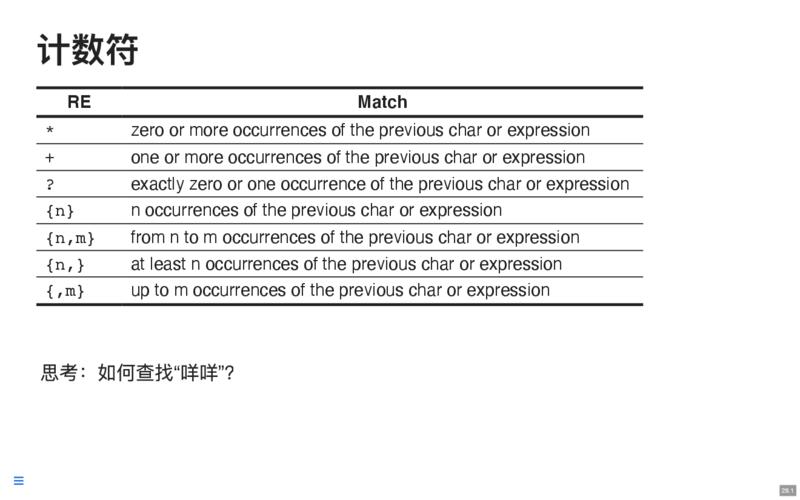 计数符
RE Match
* zero or more occurrences of the previous char or expression
+ one or more occurrences of the previous char or expression
? exactly zero or one occurrence of the previous char or expression
{n} n occurrences of the previous char or expression
{n,m} from n to m occurrences of the previous char or expression
{n,} at least n occurrences of the previous char or expression
{,m} up to m occurrences of the previous char or expression
思考：如何查找“咩咩”?
28.1